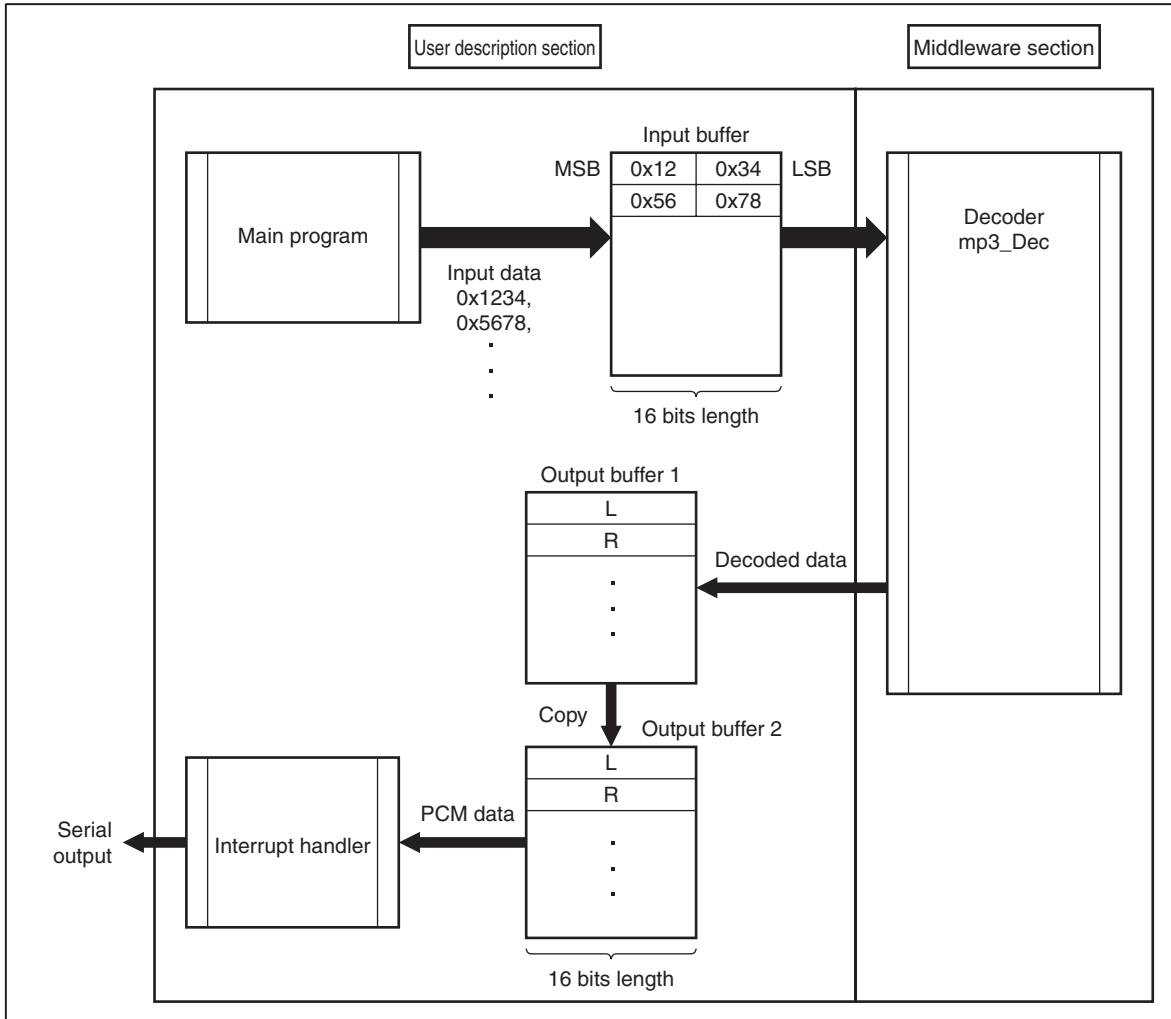 User description section
Middleware section
Input buffer
MSB
0x12 0x34
LSB
0x56 0x78
Main program
Decoder
mp3_Dec
Input data
0x1234,
0x5678,
16 bits length
Output buffer 1
L
R
Decoded data
Copy
Output buffer 2
L
R
PCM data
Serial
output
Interrupt handler
16 bits length